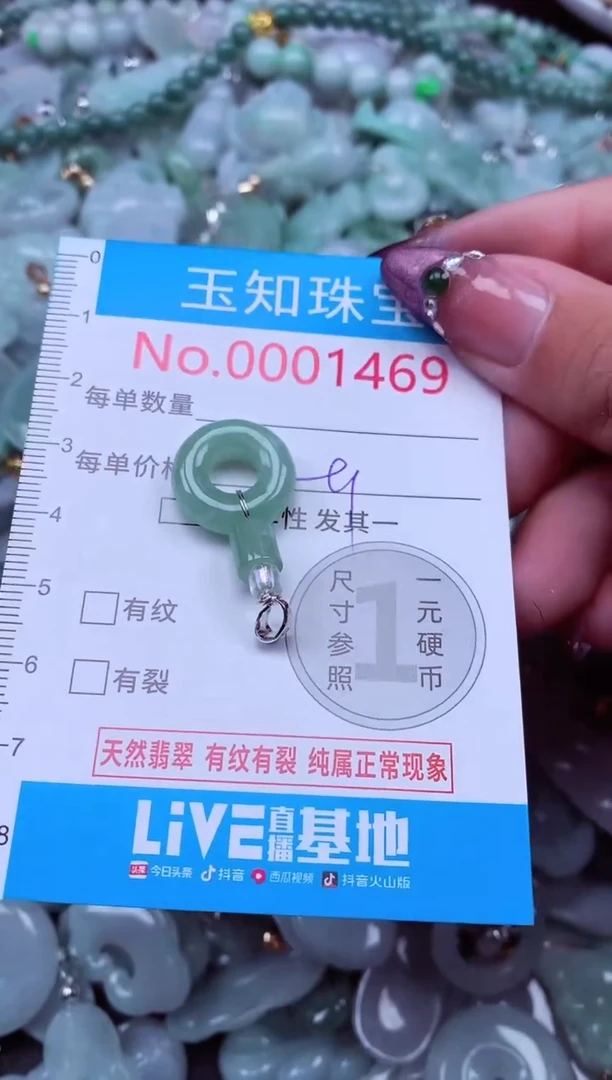 0
玉知珠宝
1
No.0001469
2
每单数量
3
每单价格
4
性 发其一
5
有纹
尺寸参照
1
一元硬币
6
有裂
7
天然翡翠 有纹有裂 纯属正常现象
8
LiVE直播基地
头条 今日头条 抖音 西瓜视频 抖音火山版